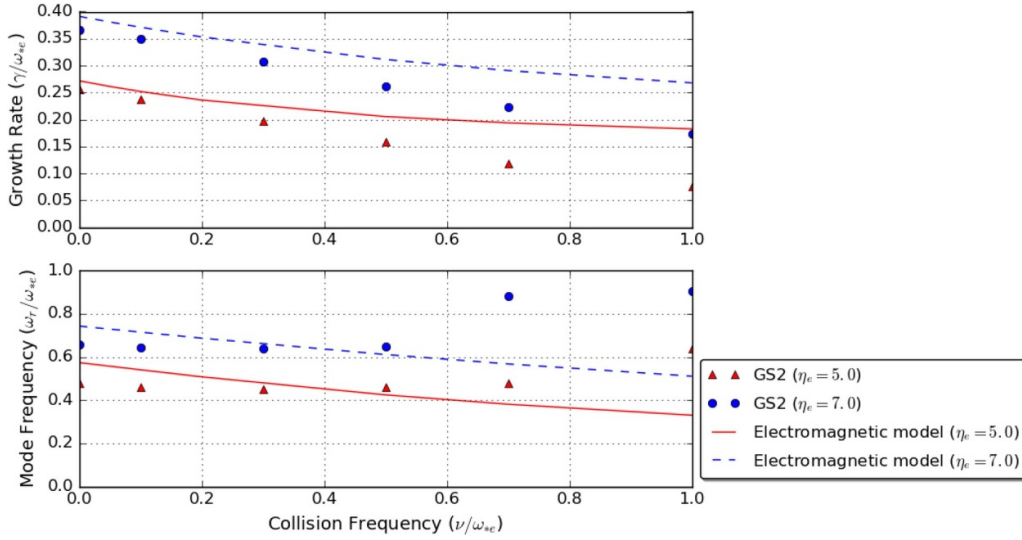 Growth Rate (γ/ω∗e)
0.40
0.35
0.30
0.25
0.20
0.15
0.10
0.05
0.00
0.0 0.2 0.4 0.6 0.8 1.0
Mode Frequency (ωr/ω∗e)
1.0
0.8
0.6
0.4
0.2
0.0
0.0 0.2 0.4 0.6 0.8 1.0
Collision Frequency (ν/ω∗e)
GS2 (ηe = 5.0)
GS2 (ηe = 7.0)
Electromagnetic model (ηe = 5.0)
Electromagnetic model (ηe = 7.0)